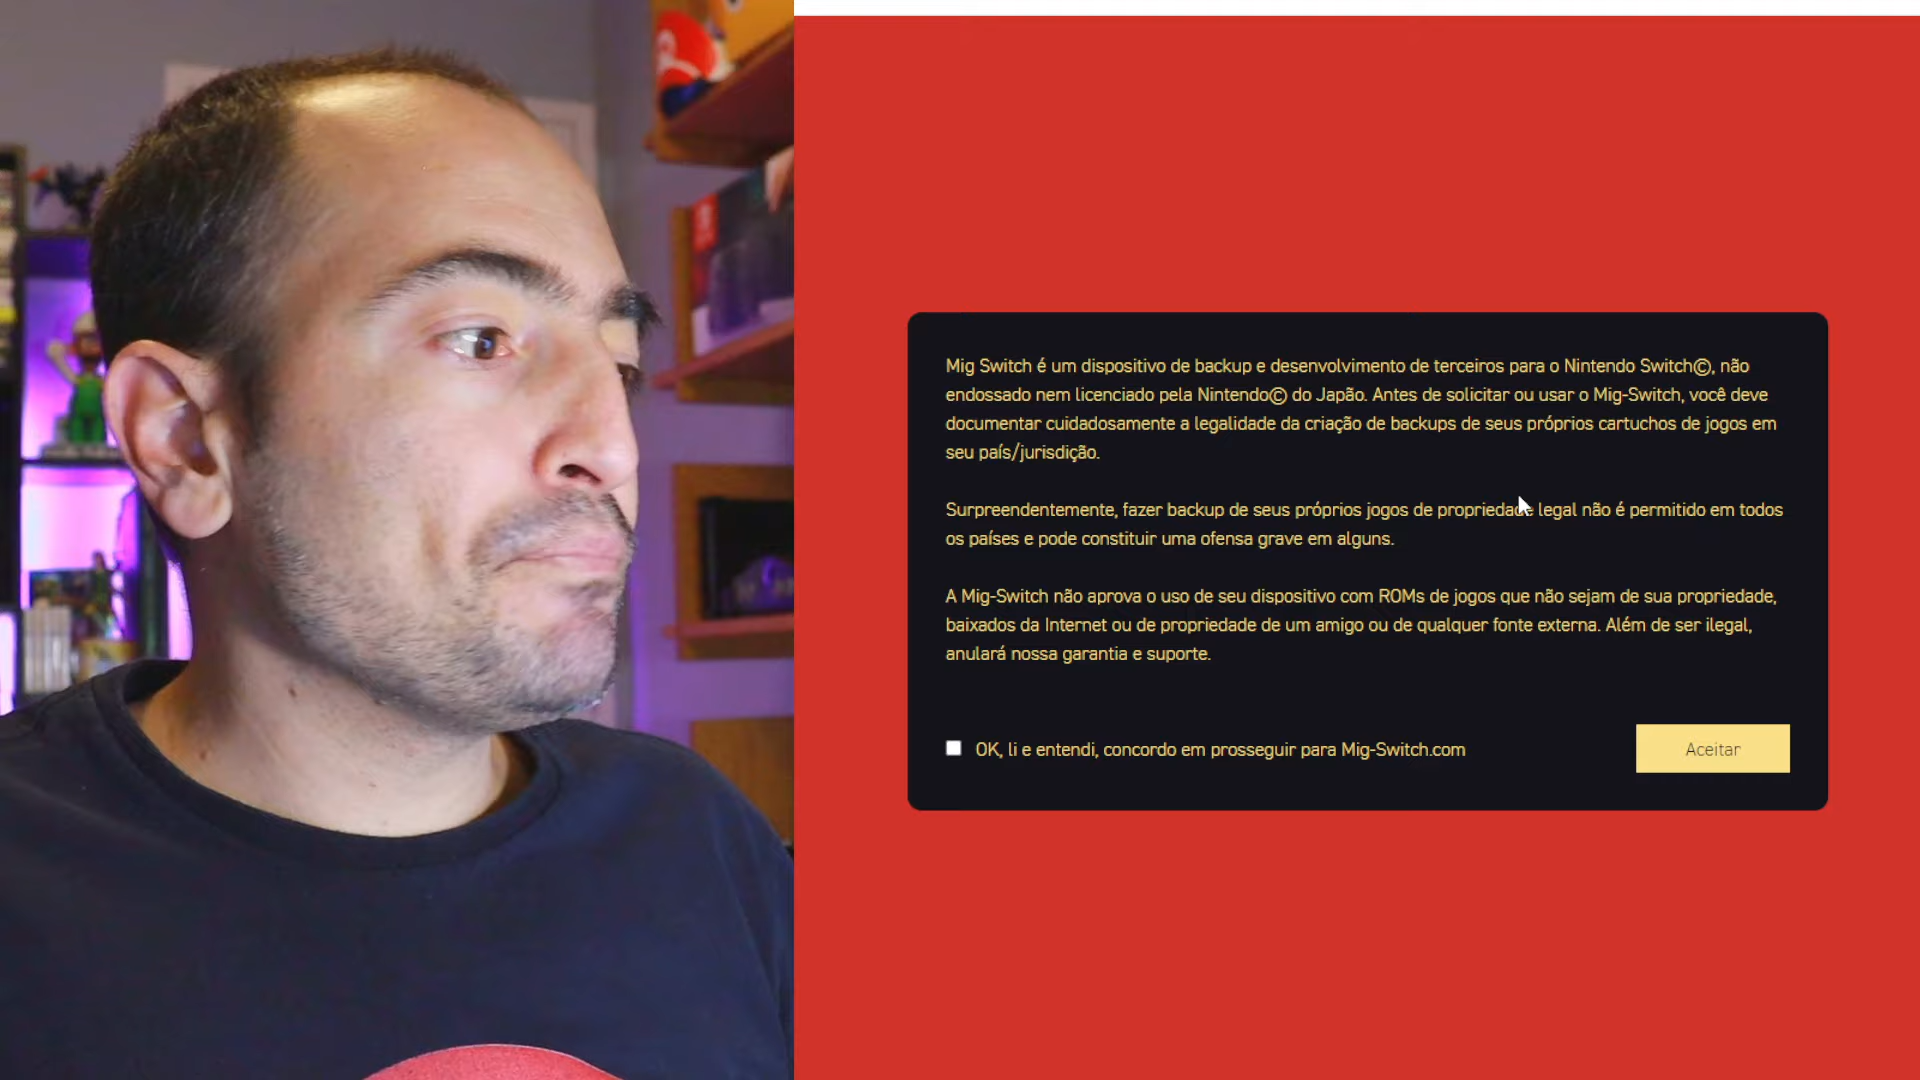 Mig Switch é um dispositivo de backup e desenvolvimento de terceiros para o Nintendo Switch©, não
endossado nem licenciado pela Nintendo© do Japão. Antes de solicitar ou usar o Mig-Switch, você deve
documentar cuidadosamente a legalidade da criação de backups de seus próprios cartuchos de jogos em
seu país/jurisdição.
Surpreendentemente, fazer backup de seus próprios jogos de propriedade legal não é permitido em todos
os países e pode constituir uma ofensa grave em alguns.
A Mig-Switch não aprova o uso de seu dispositivo com ROMs de jogos que não sejam de sua propriedade,
baixados da Internet ou de propriedade de um amigo ou de qualquer fonte externa. Além de ser ilegal,
anulará nossa garantia e suporte.
OK, li e entendi, concordo em prosseguir para Mig-Switch.com
Aceitar